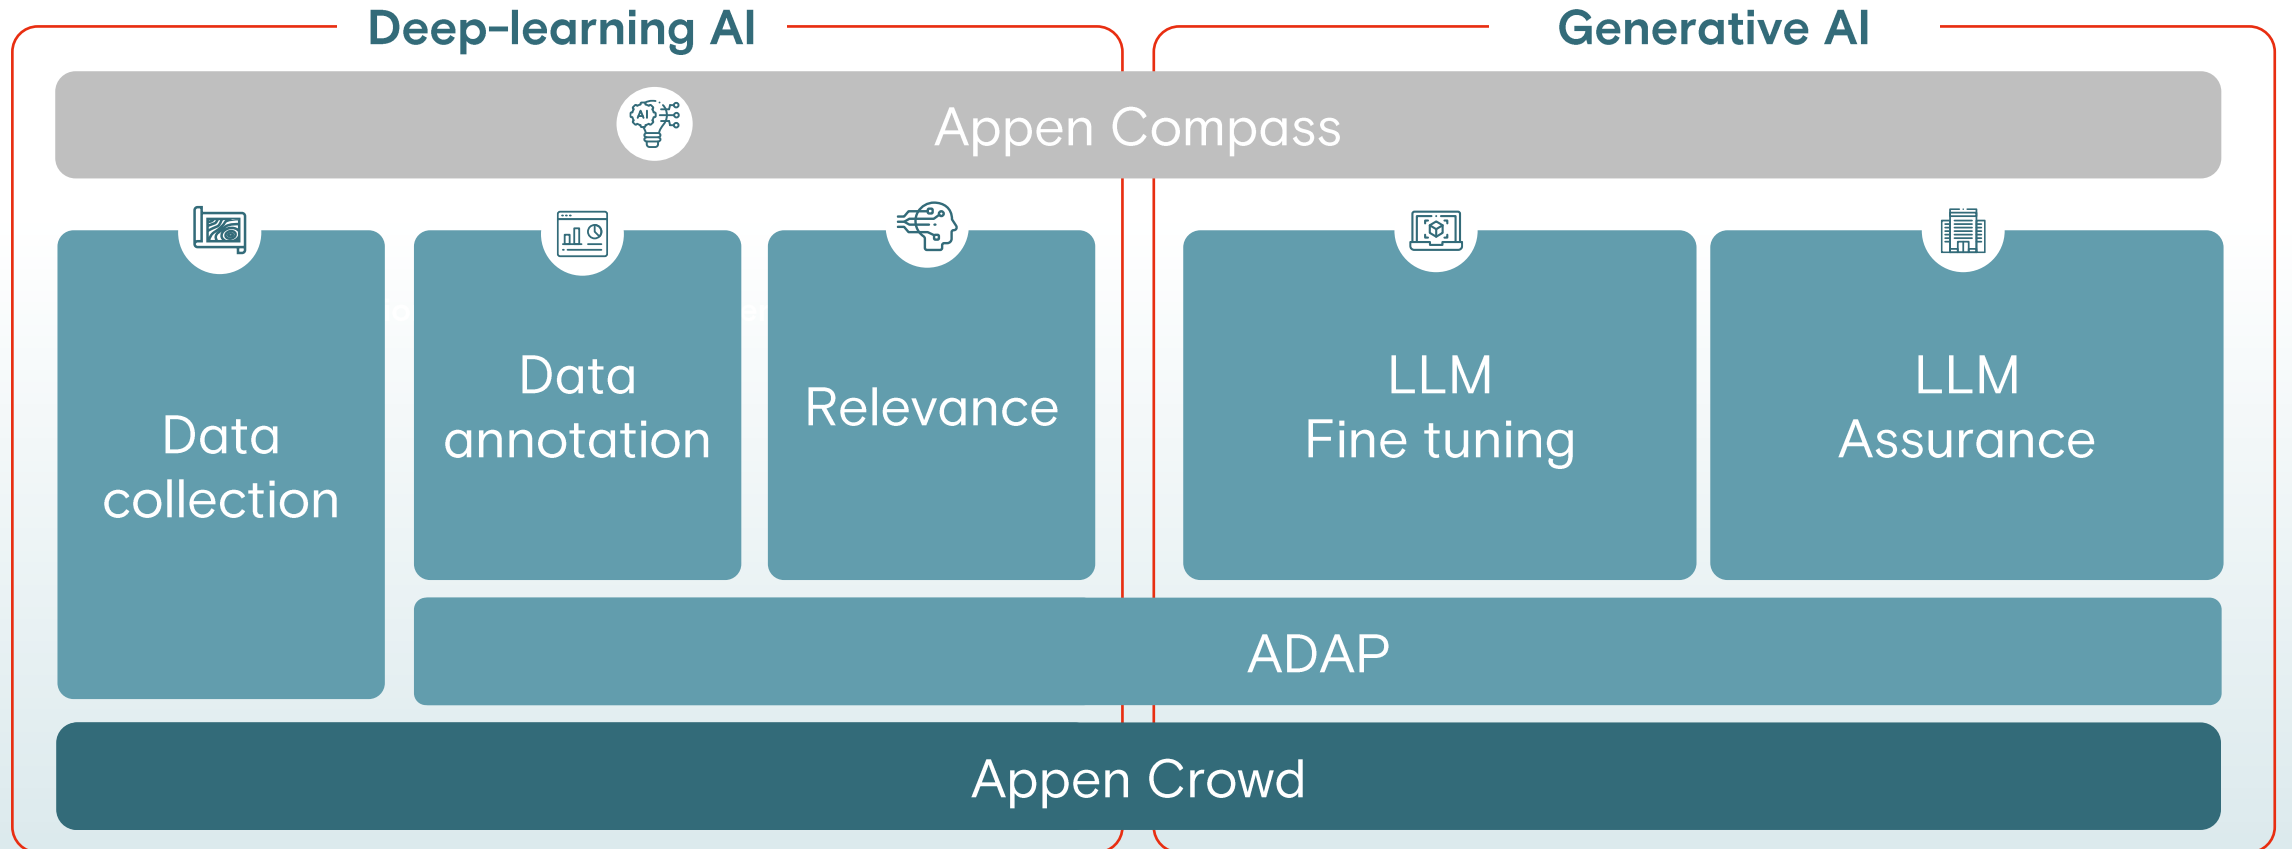 Deep-learning AI
Generative AI
AI
Appen Compass
Data
collection
Data
annotation
Relevance
LLM
Fine tuning
LLM
Assurance
ADAP
Appen Crowd